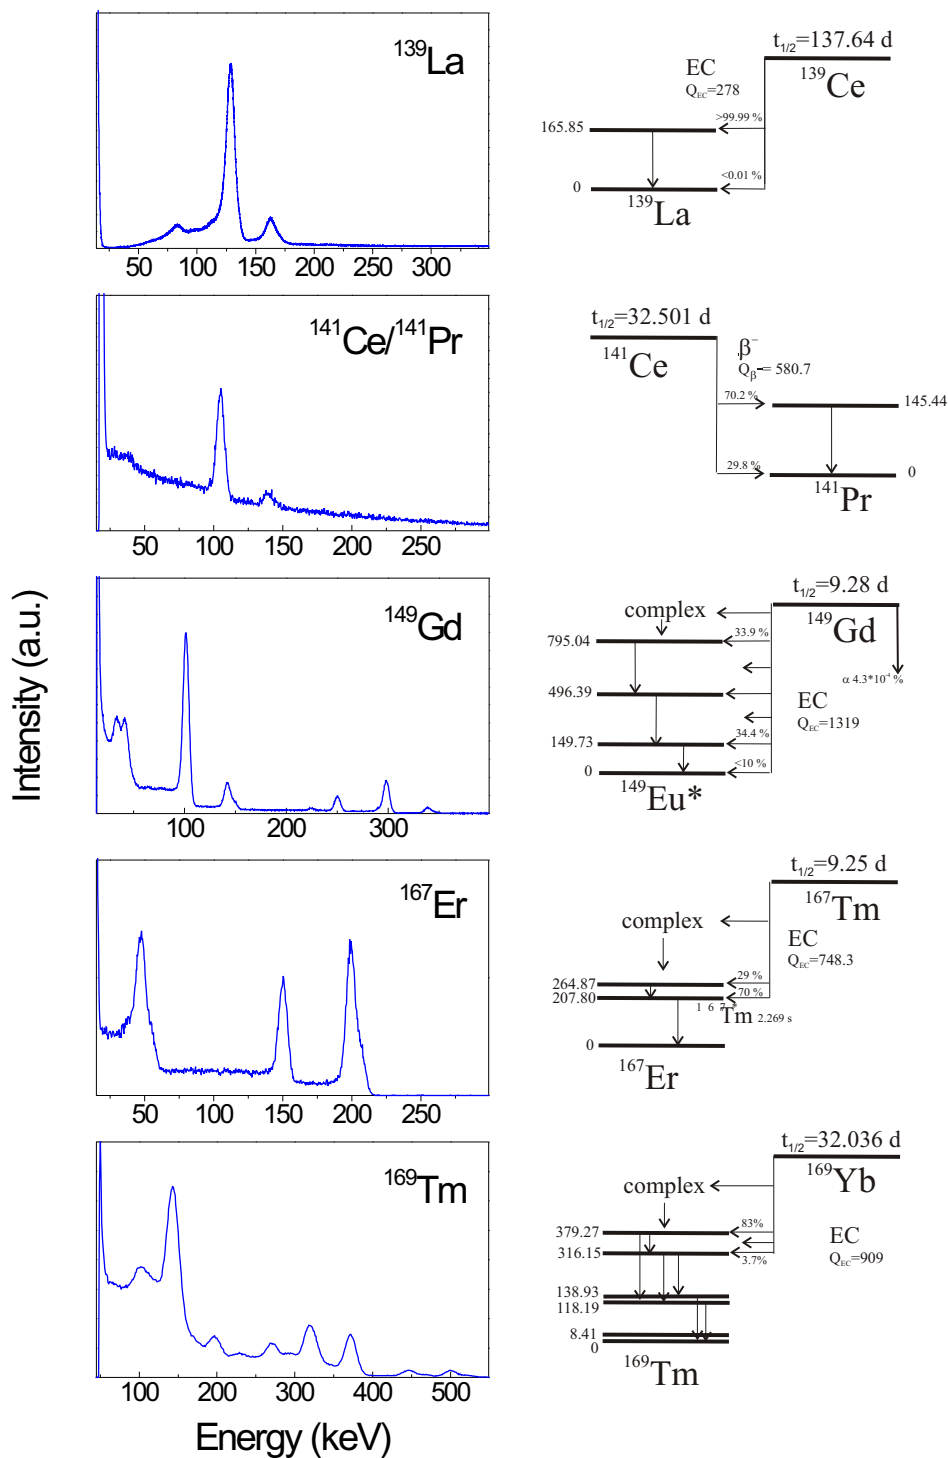 Intensity (a.u.)
139La
50 100 150 200 250 300
t1/2=137.64 d
139Ce
EC
QEC=278
165.85
>99.99 %
<0.01 %
0
139La
141Ce/141Pr
50 100 150 200 250
t1/2=32.501 d
141Ce
β−
Qβ−= 580.7
70.2 %
145.44
29.8 %
0
141Pr
149Gd
100 200 300
t1/2=9.28 d
149Gd
complex
795.04
33.9 %
α 4.3*10-4 %
496.39
EC
QEC=1319
149.73
34.4 %
0
<10 %
149Eu*
167Er
50 100 150 200 250
t1/2=9.25 d
167Tm
complex
EC
QEC=748.3
264.87
29 %
207.80
70 %
167*Tm 2.269 s
0
167Er
169Tm
100 200 300 400 500
Energy (keV)
t1/2=32.036 d
169Yb
complex
379.27
83%
EC
QEC=909
316.15
3.7%
138.93
118.19
8.41
0
169Tm